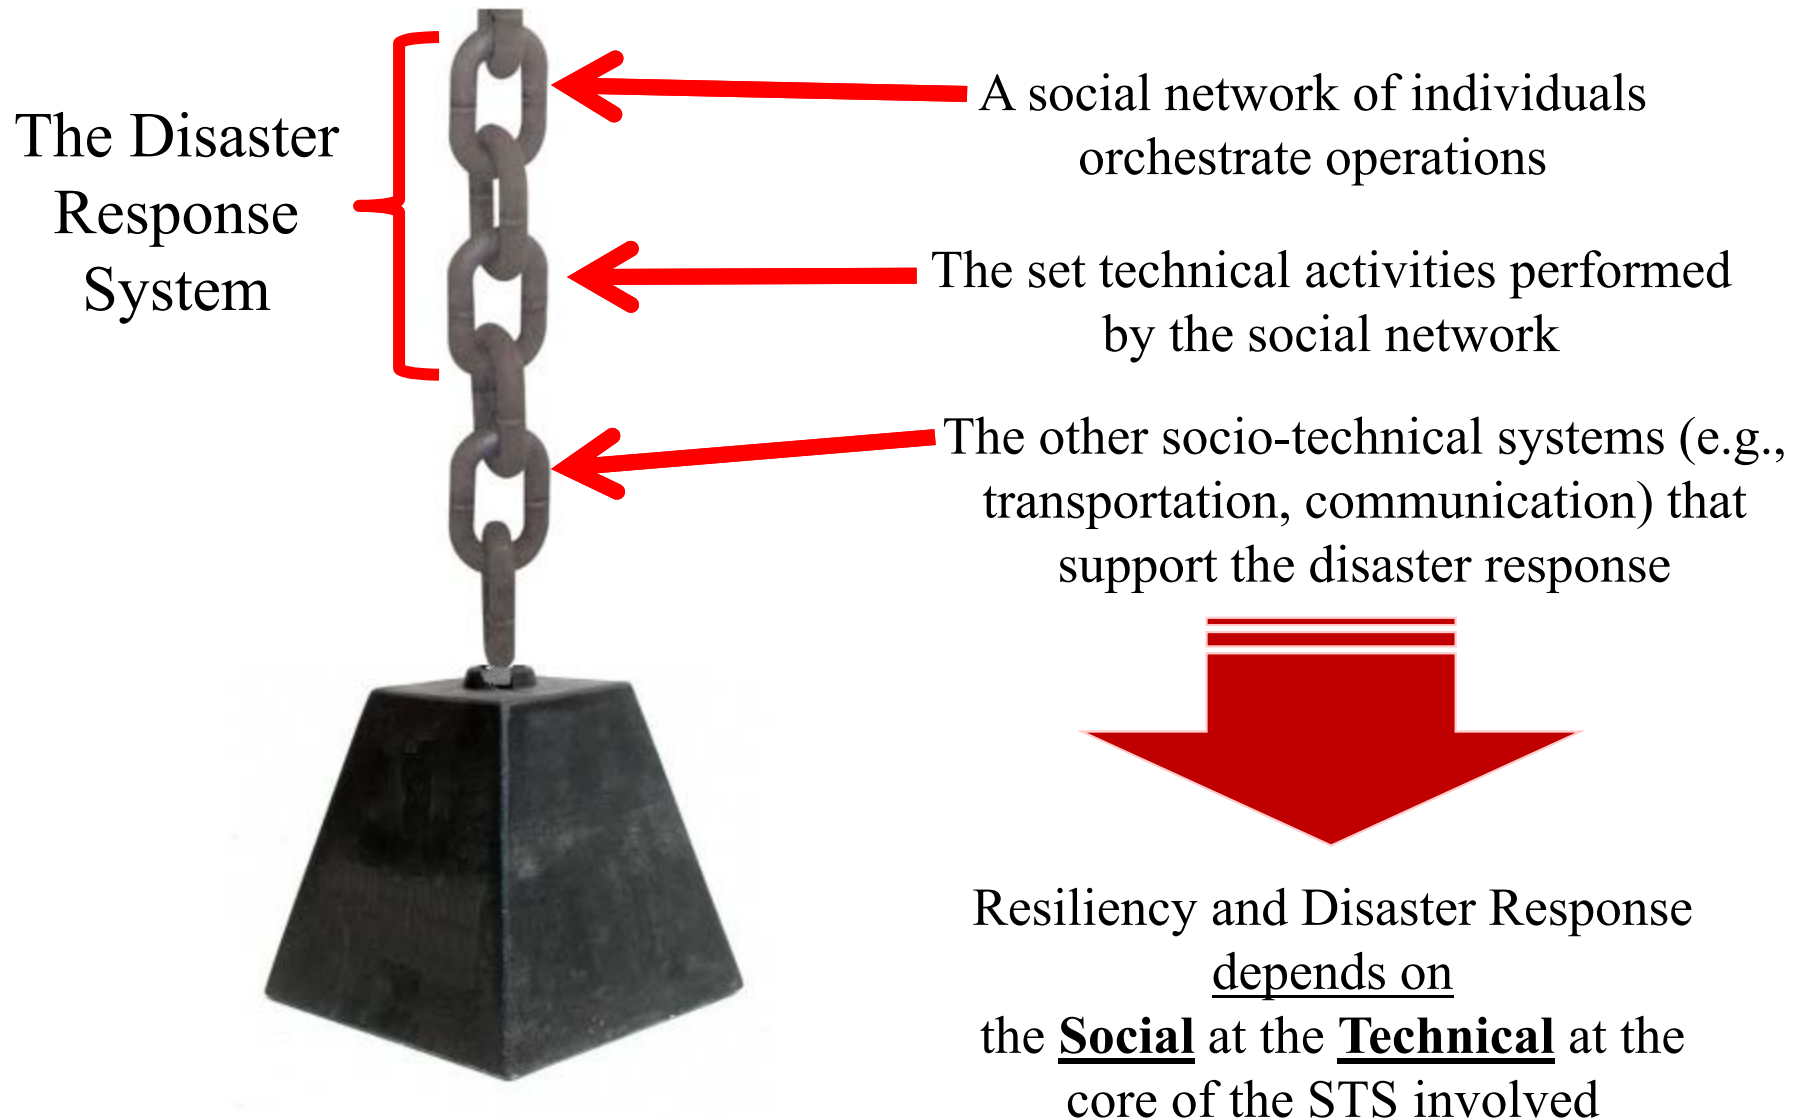 The Disaster
Response
System
A social network of individuals
orchestrate operations
The set technical activities performed
by the social network
The other socio-technical systems (e.g.,
transportation, communication) that
support the disaster response
Resiliency and Disaster Response
depends on
the Social at the Technical at the
core of the STS involved